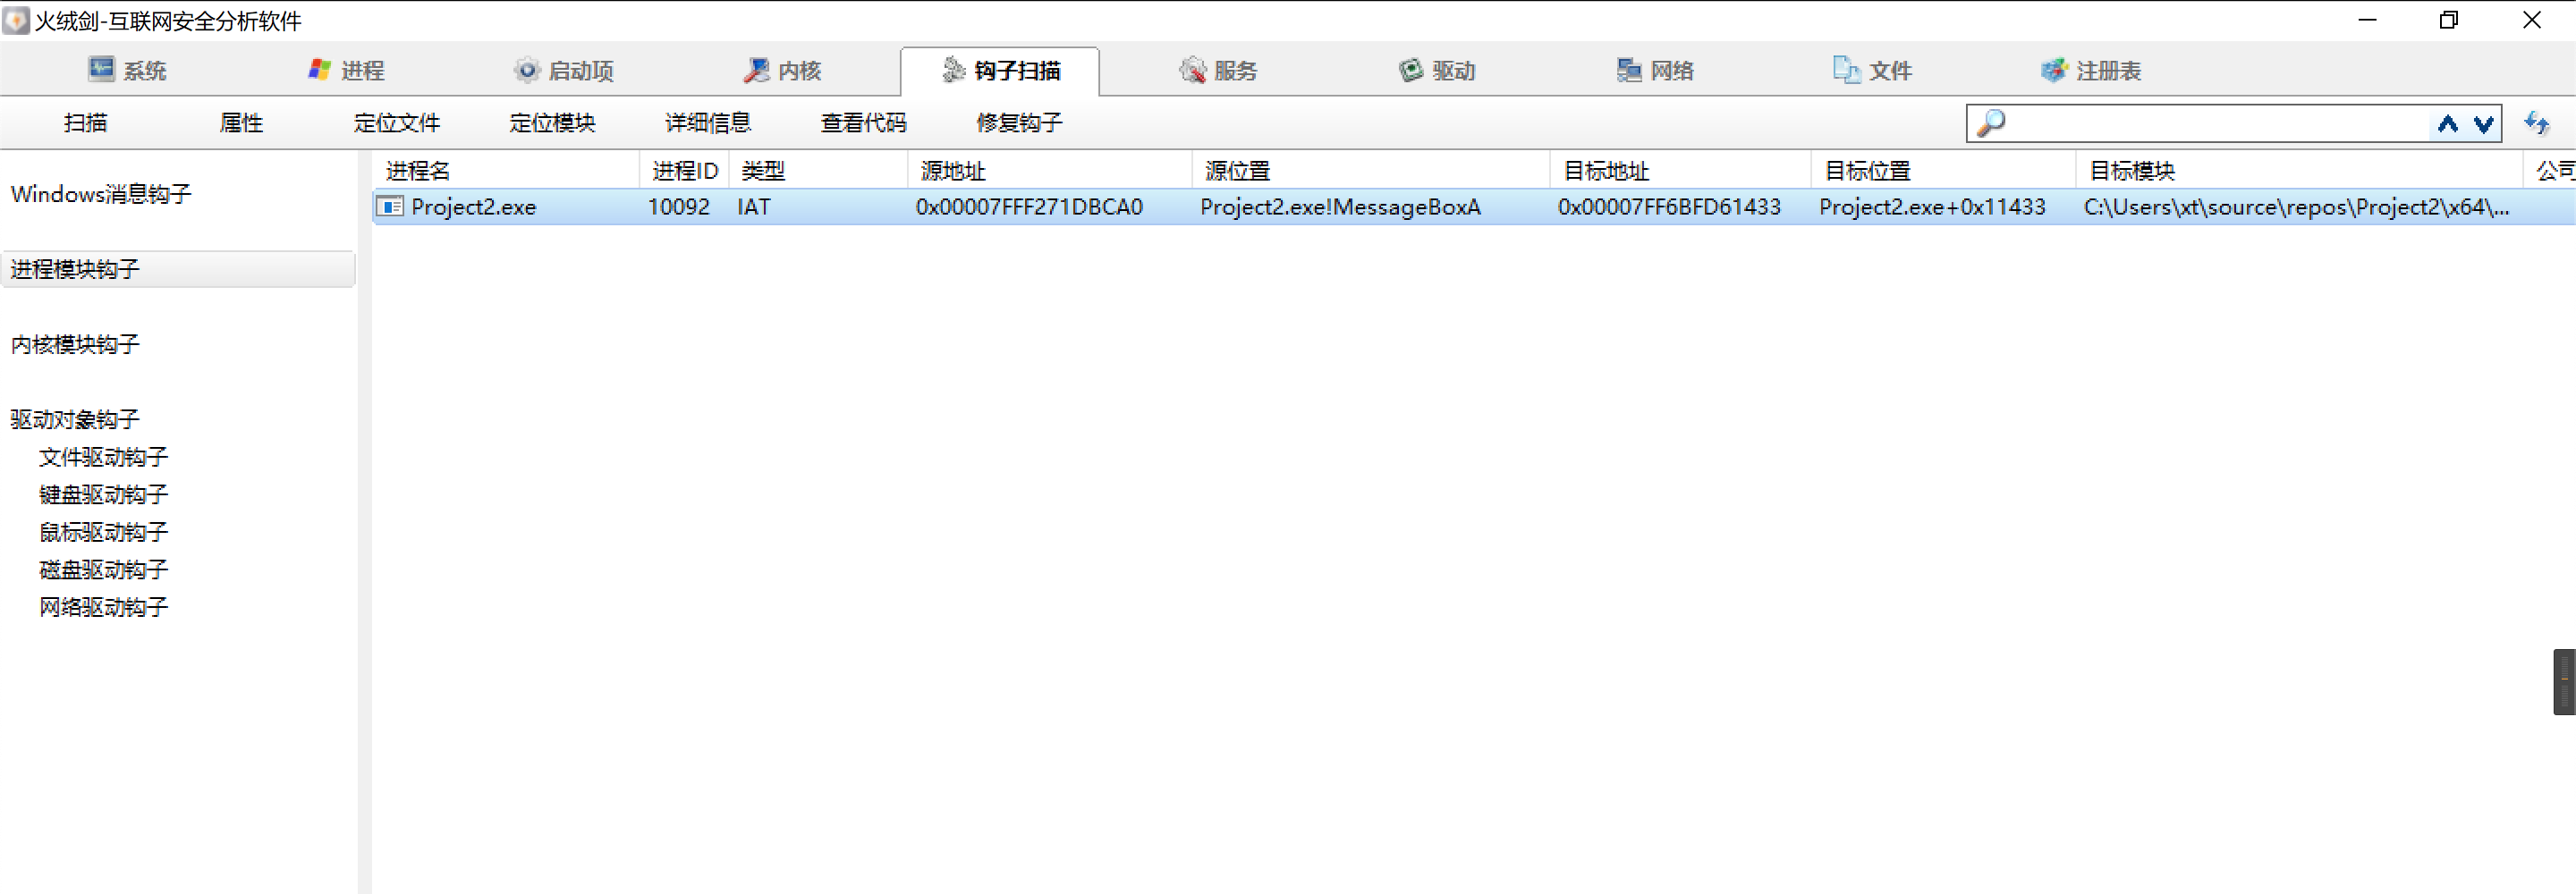 火绒剑-互联网安全分析软件
系统 进程 启动项 内核 钩子扫描 服务 驱动 网络 文件 注册表
扫描 属性 定位文件 定位模块 详细信息 查看代码 修复钩子
进程名 进程ID 类型 源地址 源位置 目标地址 目标位置 目标模块 公司
Project2.exe 10092 IAT 0x00007FFF271DBCA0 Project2.exe!MessageBoxA 0x00007FF6BFD61433 Project2.exe+0x11433 C:\Users\xt\source\repos\Project2\x64\...
Windows消息钩子
进程模块钩子
内核模块钩子
驱动对象钩子
文件驱动钩子
键盘驱动钩子
鼠标驱动钩子
磁盘驱动钩子
网络驱动钩子